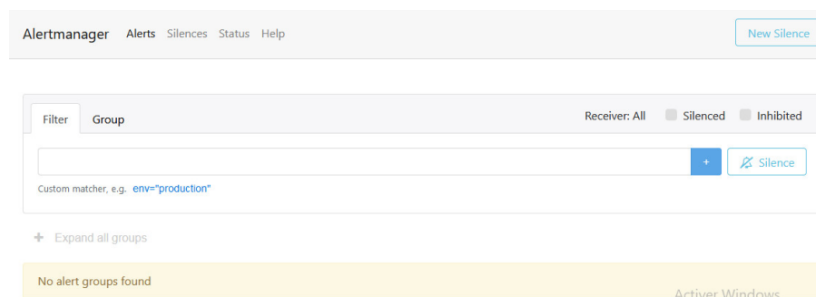 Alertmanager Alerts Silences Status Help New Silence
Filter Group Receiver: All Silenced Inhibited
+ Silence
Custom matcher, e.g. env="production"
+ Expand all groups
No alert groups found
Activer Windows